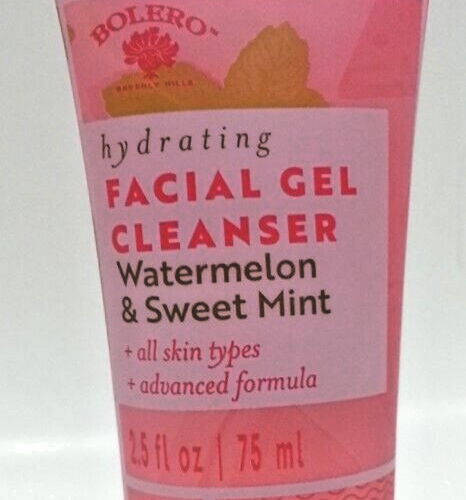 BOLERO™
BEVERLY HILLS
hydrating
FACIAL GEL
CLEANSER
Watermelon
& Sweet Mint
+ all skin types
+ advanced formula
2.5 fl oz | 75 ml